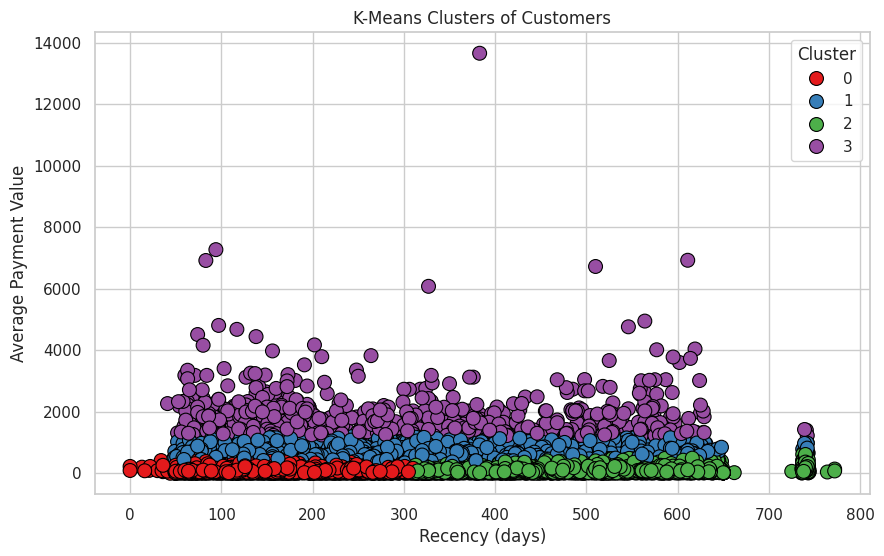 K-Means Clusters of Customers
Cluster
0
1
2
3
Average Payment Value
14000
12000
10000
8000
6000
4000
2000
0
0 100 200 300 400 500 600 700 800
Recency (days)